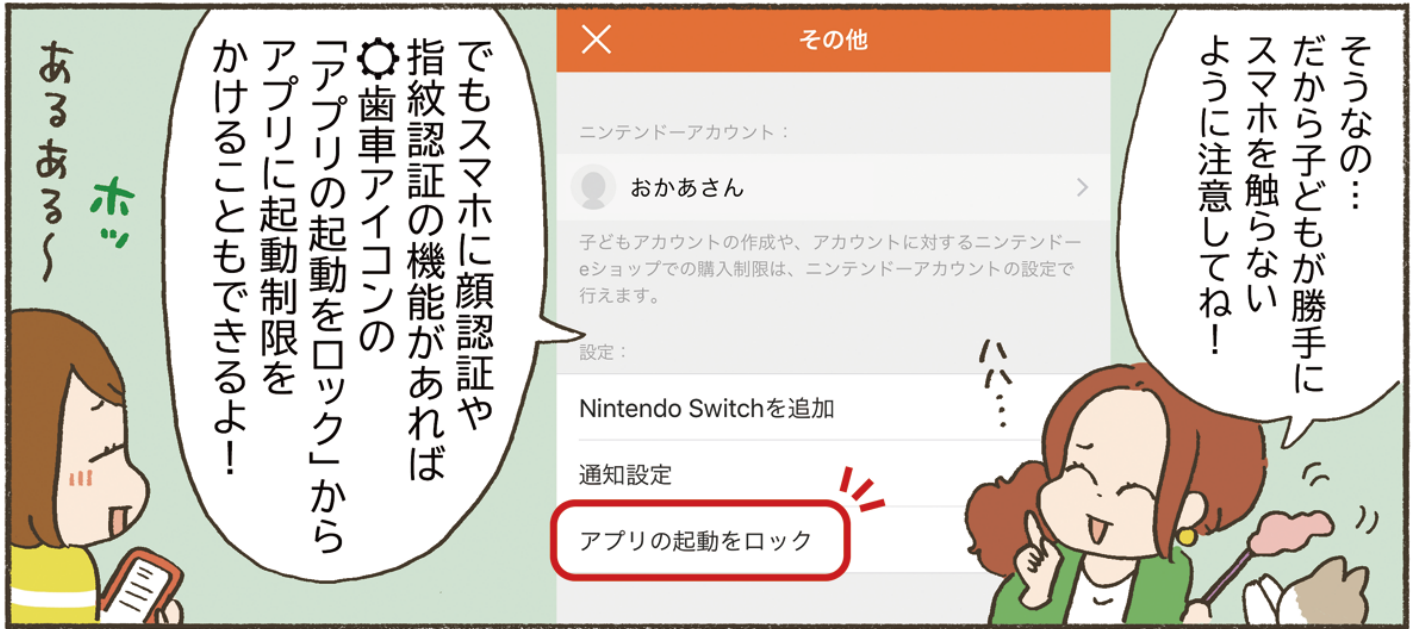 そうなの…
だから子どもが勝手に
スマホを触らない
ように注意してね！
ハハ…
その他
ニンテンドーアカウント：
おかあさん
子どもアカウントの作成や、アカウントに対するニンテンドー
eショップでの購入制限は、ニンテンドーアカウントの設定で
行えます。
設定：
Nintendo Switchを追加
通知設定
アプリの起動をロック
でもスマホに顔認証や
指紋認証の機能があれば
歯車アイコンの
「アプリの起動をロック」から
アプリに起動制限を
かけることもできるよ！
ホッ
あるある〜